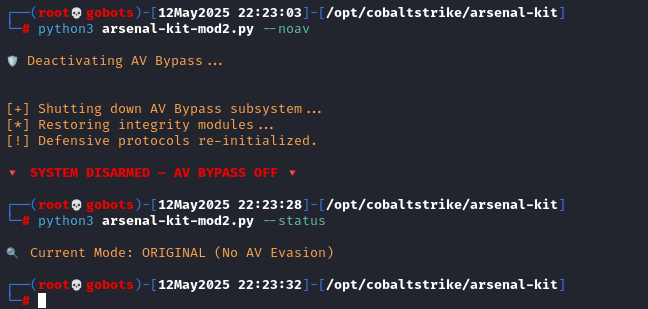 ┌──(root💀gobots)-[12May2025 22:23:03]-[/opt/cobaltstrike/arsenal-kit]
└─# python3 arsenal-kit-mod2.py --noav
🛡️ Deactivating AV Bypass...
[+] Shutting down AV Bypass subsystem...
[*] Restoring integrity modules...
[!] Defensive protocols re-initialized.
🔻 SYSTEM DISARMED — AV BYPASS OFF 🔻
┌──(root💀gobots)-[12May2025 22:23:28]-[/opt/cobaltstrike/arsenal-kit]
└─# python3 arsenal-kit-mod2.py --status
🔍 Current Mode: ORIGINAL (No AV Evasion)
┌──(root💀gobots)-[12May2025 22:23:32]-[/opt/cobaltstrike/arsenal-kit]
└─#